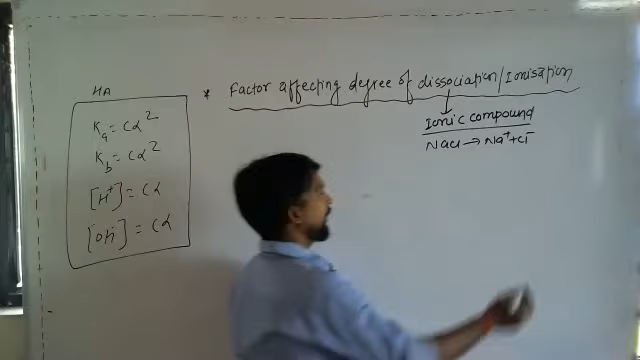 HA
Ka = Cα²
Kb = Cα²
[H⁺] = Cα
[OH⁻] = Cα
* Factor affecting degree of dissociation/Ionisation
Ionic compound
NaCl → Na⁺ + Cl⁻